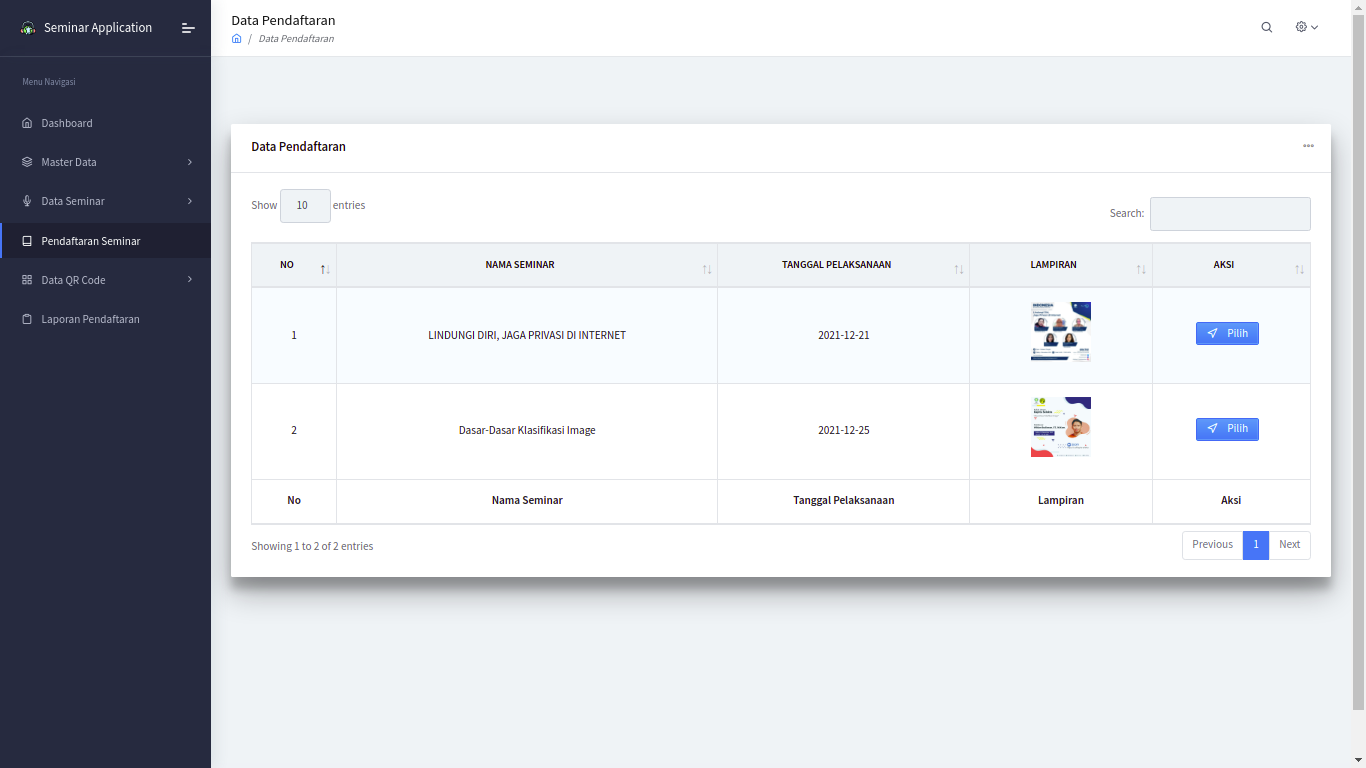 Seminar Application
Data Pendaftaran
/ Data Pendaftaran
Menu Navigasi
Dashboard
Master Data
Data Seminar
Pendaftaran Seminar
Data QR Code
Laporan Pendaftaran
Data Pendaftaran
Show 10 entries
Search:
NO NAMA SEMINAR TANGGAL PELAKSANAAN LAMPIRAN AKSI
1 LINDUNGI DIRI, JAGA PRIVASI DI INTERNET 2021-12-21 Pilih
2 Dasar-Dasar Klasifikasi Image 2021-12-25 Pilih
No Nama Seminar Tanggal Pelaksanaan Lampiran Aksi
Showing 1 to 2 of 2 entries
Previous 1 Next